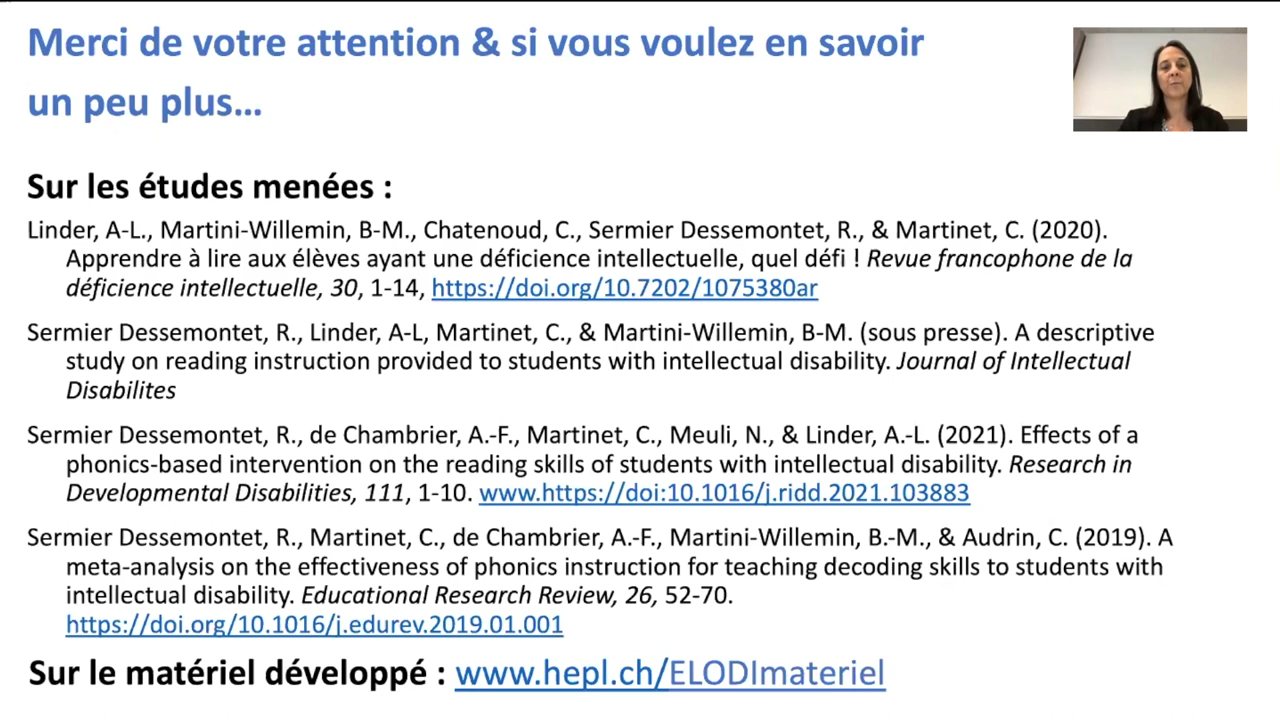 Merci de votre attention & si vous voulez en savoir
un peu plus…
Sur les études menées :
Linder, A-L., Martini-Willemin, B-M., Chatenoud, C., Sermier Dessemontet, R., & Martinet, C. (2020).
Apprendre à lire aux élèves ayant une déficience intellectuelle, quel défi ! Revue francophone de la
déficience intellectuelle, 30, 1-14, https://doi.org/10.7202/1075380ar
Sermier Dessemontet, R., Linder, A-L, Martinet, C., & Martini-Willemin, B-M. (sous presse). A descriptive
study on reading instruction provided to students with intellectual disability. Journal of Intellectual
Disabilites
Sermier Dessemontet, R., de Chambrier, A.-F., Martinet, C., Meuli, N., & Linder, A.-L. (2021). Effects of a
phonics-based intervention on the reading skills of students with intellectual disability. Research in
Developmental Disabilities, 111, 1-10. www.https://doi:10.1016/j.ridd.2021.103883
Sermier Dessemontet, R., Martinet, C., de Chambrier, A.-F., Martini-Willemin, B.-M., & Audrin, C. (2019). A
meta-analysis on the effectiveness of phonics instruction for teaching decoding skills to students with
intellectual disability. Educational Research Review, 26, 52-70.
https://doi.org/10.1016/j.edurev.2019.01.001
Sur le matériel développé : www.hepl.ch/ELODImateriel